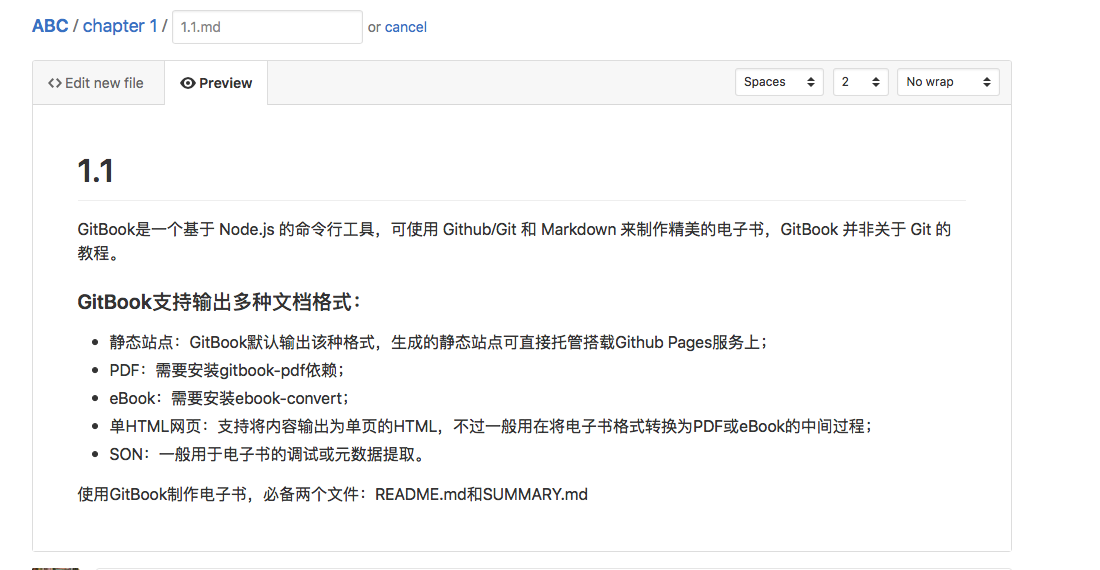 ABC / chapter 1 / 1.1.md or cancel
Edit new file Preview Spaces 2 No wrap
1.1
GitBook是一个基于 Node.js 的命令行工具，可使用 Github/Git 和 Markdown 来制作精美的电子书，GitBook 并非关于 Git 的
教程。
GitBook支持输出多种文档格式：
静态站点：GitBook默认输出该种格式，生成的静态站点可直接托管搭载Github Pages服务上；
PDF：需要安装gitbook-pdf依赖；
eBook：需要安装ebook-convert；
单HTML网页：支持将内容输出为单页的HTML，不过一般用在将电子书格式转换为PDF或eBook的中间过程；
SON：一般用于电子书的调试或元数据提取。
使用GitBook制作电子书，必备两个文件：README.md和SUMMARY.md